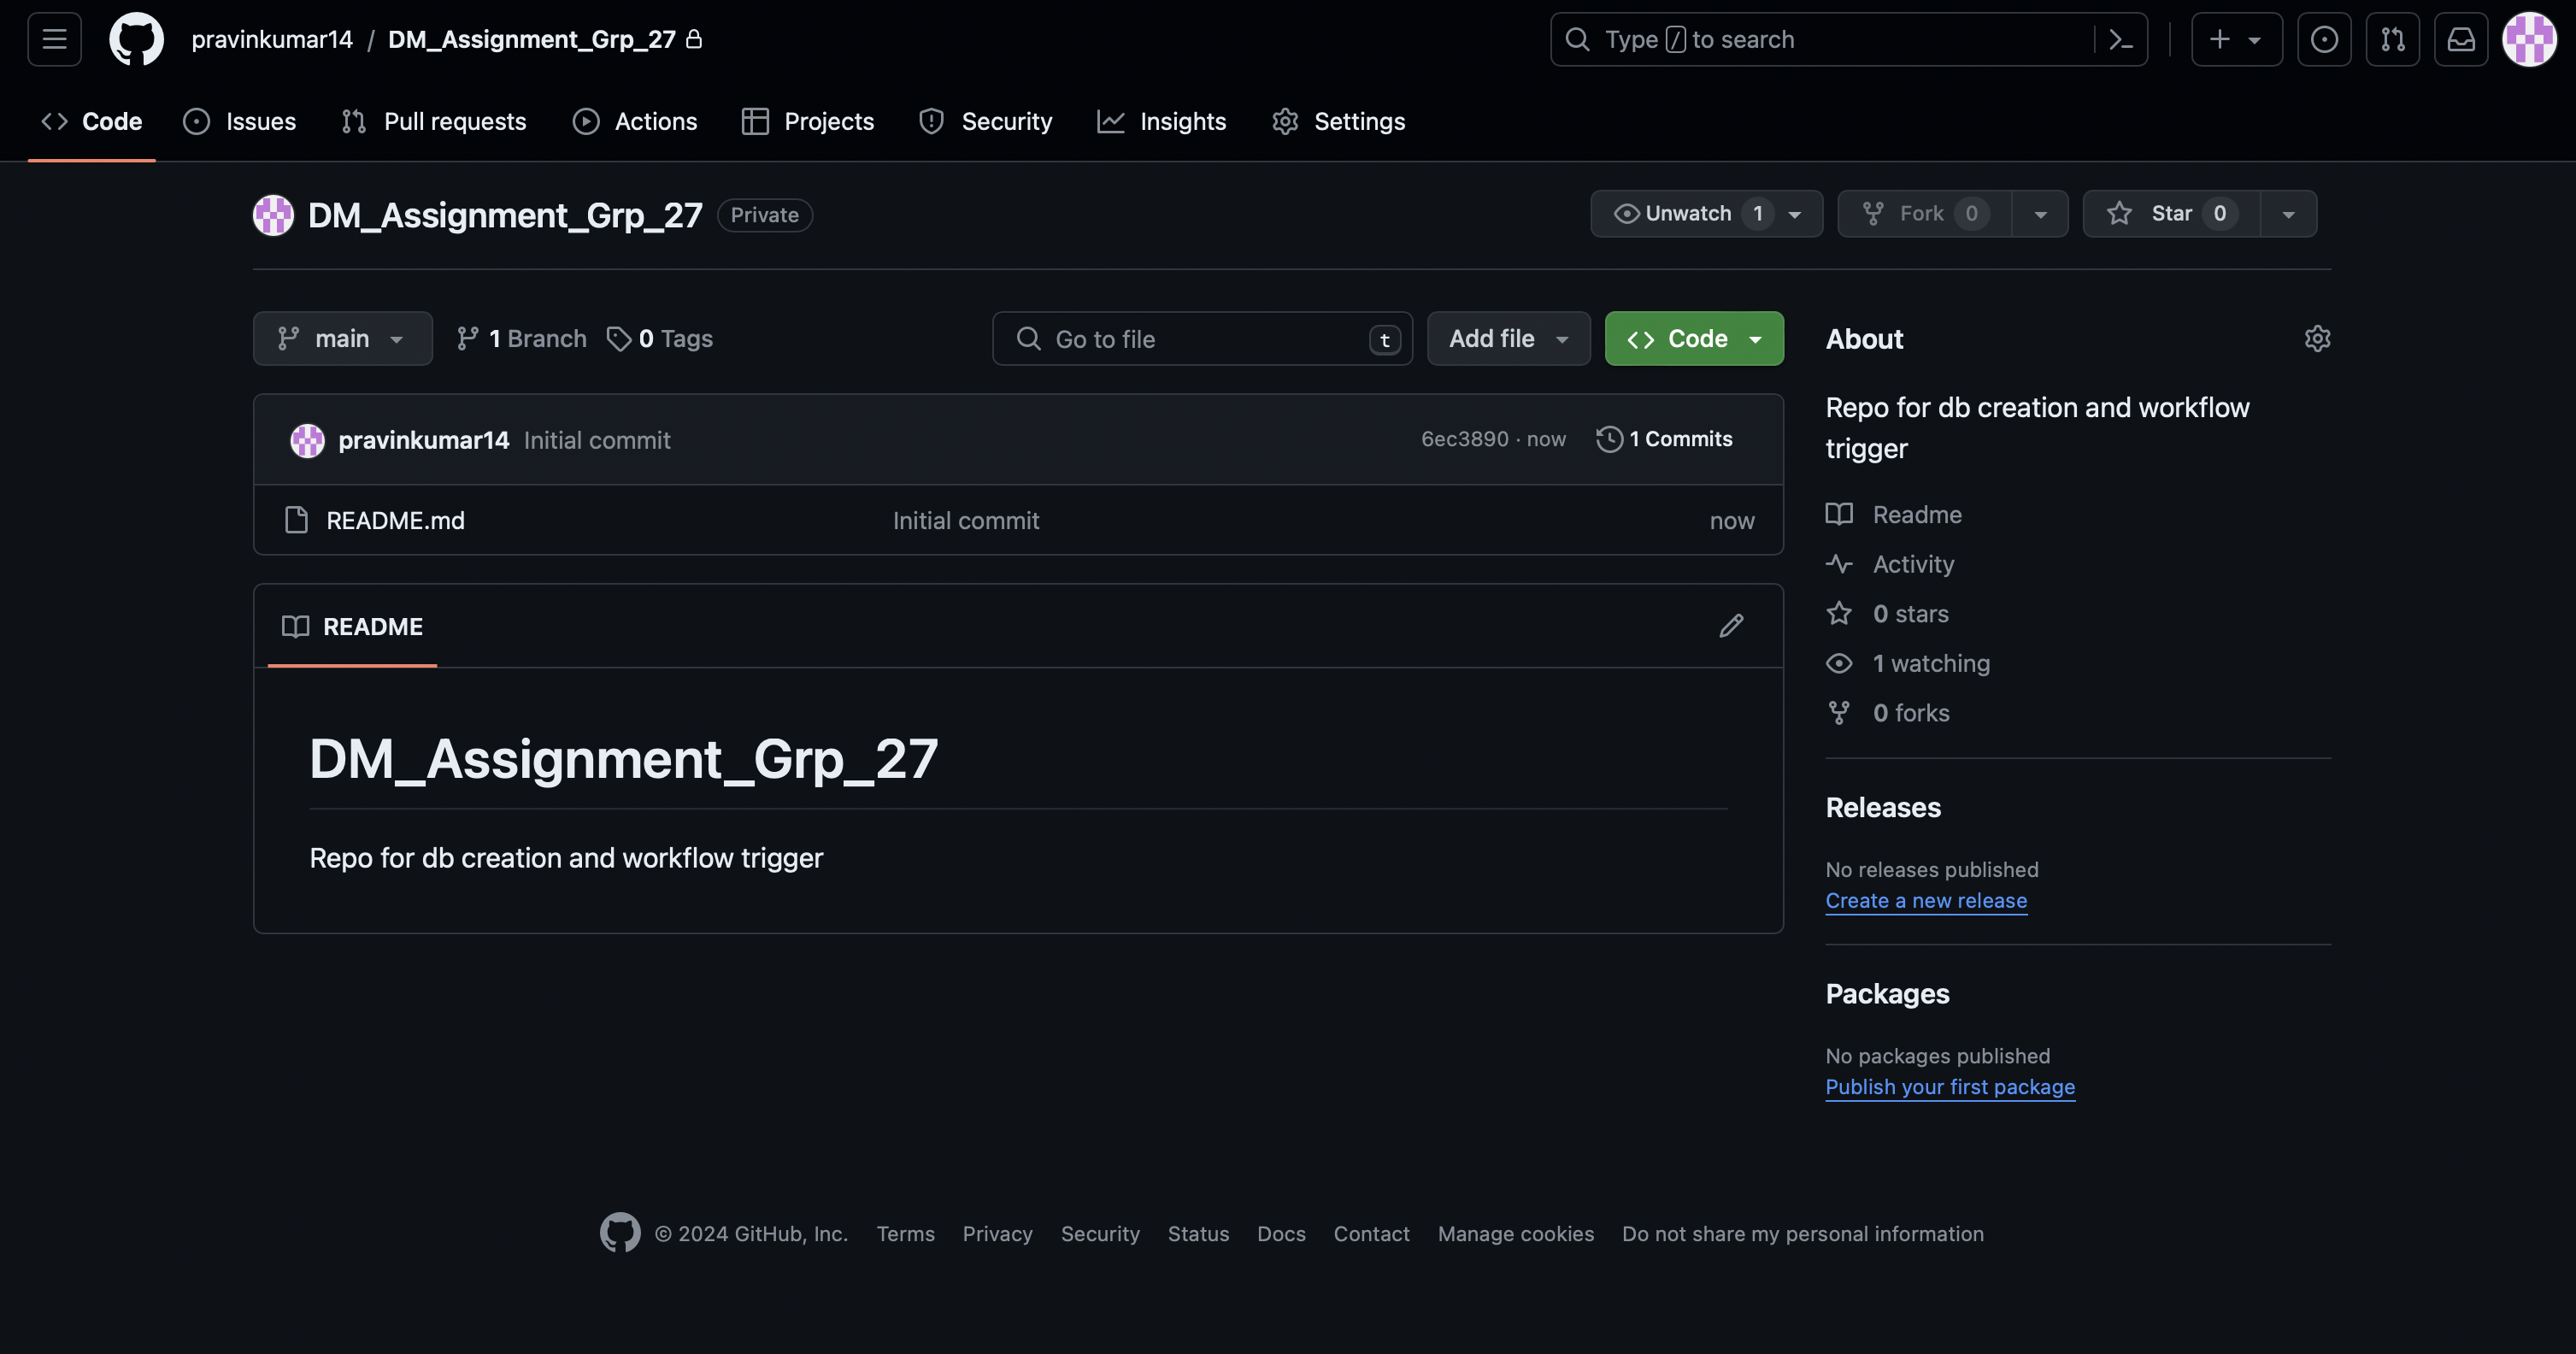 pravinkumar14 / DM_Assignment_Grp_27
Type / to search
Code Issues Pull requests Actions Projects Security Insights Settings
DM_Assignment_Grp_27 Private
Unwatch 1 Fork 0 Star 0
main 1 Branch 0 Tags
Go to file t Add file Code
pravinkumar14 Initial commit 6ec3890 · now 1 Commits
README.md Initial commit now
README
DM_Assignment_Grp_27
Repo for db creation and workflow trigger
About
Repo for db creation and workflow
trigger
Readme
Activity
0 stars
1 watching
0 forks
Releases
No releases published
Create a new release
Packages
No packages published
Publish your first package
© 2024 GitHub, Inc. Terms Privacy Security Status Docs Contact Manage cookies Do not share my personal information